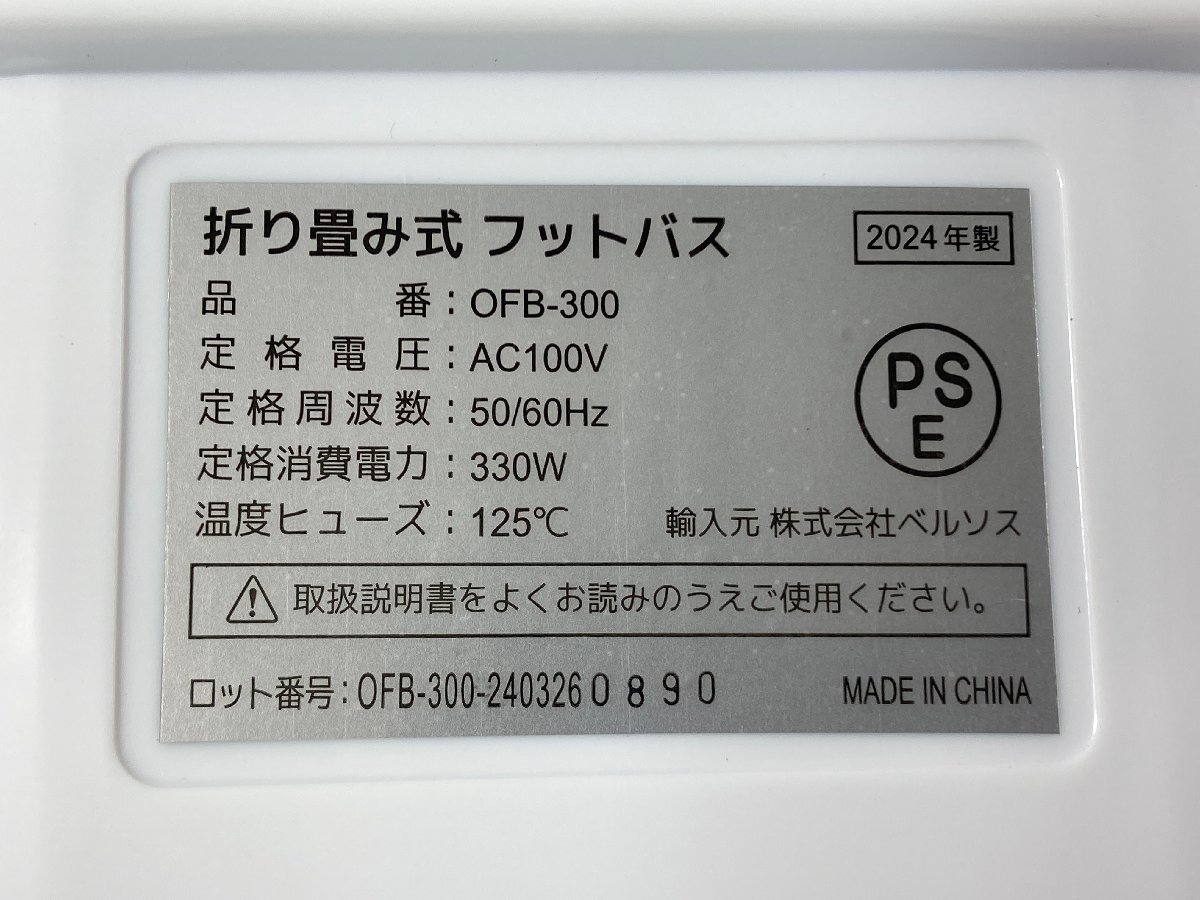 折り畳み式 フットバス
2024年製
品番：OFB-300
定格電圧：AC100V
定格周波数：50/60Hz
定格消費電力：330W
温度ヒューズ：125℃
PS
E
輸入元 株式会社ベルソス
取扱説明書をよくお読みのうえご使用ください。
ロット番号：OFB-300-2403260890
MADE IN CHINA